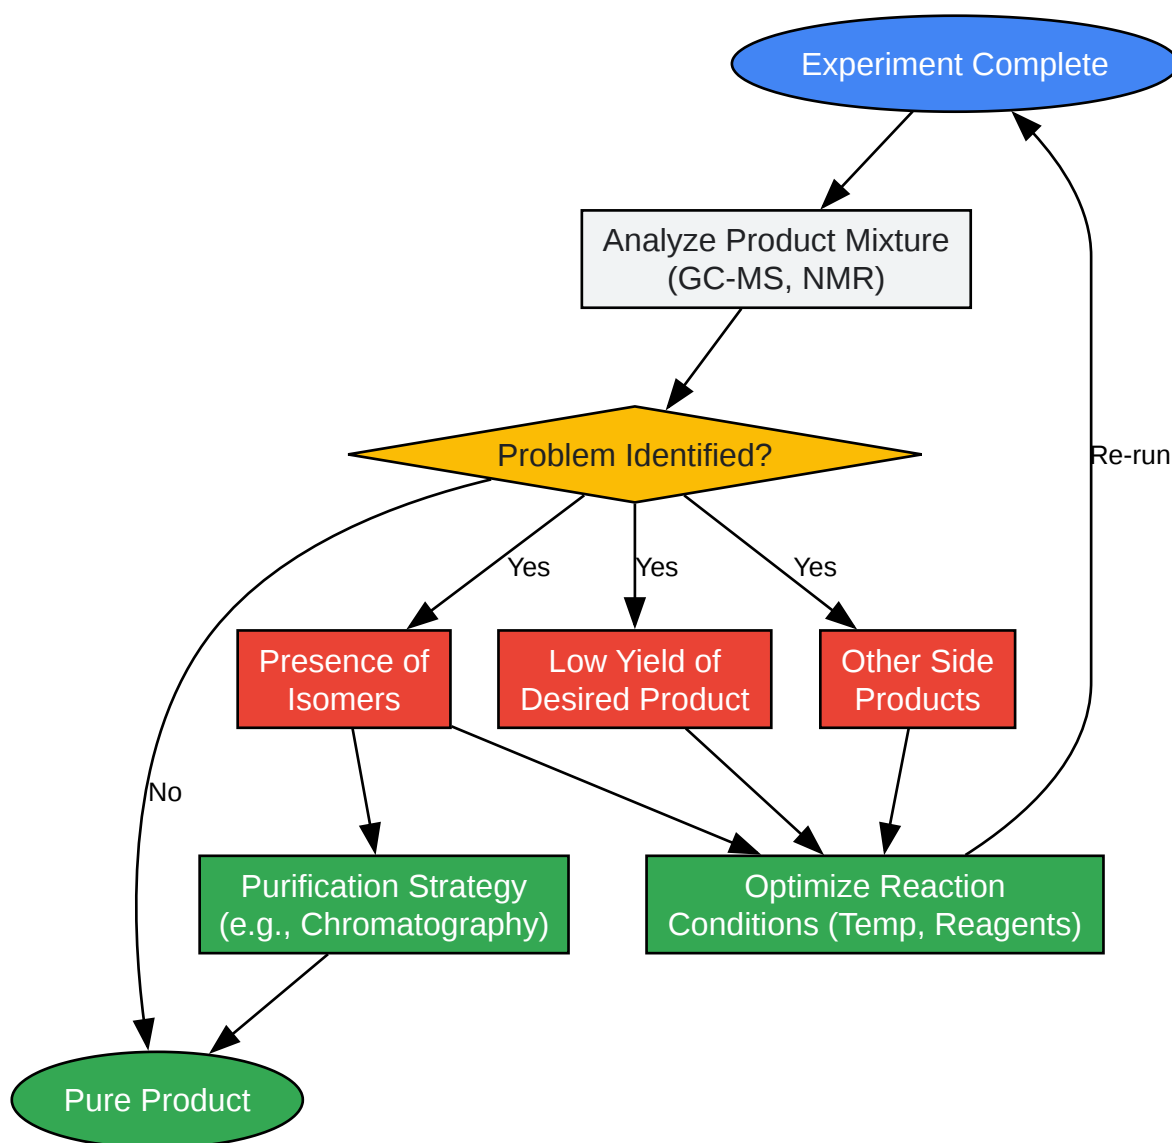 Experiment Complete
Analyze Product Mixture
(GC-MS, NMR)
Problem Identified?
Re-run
Yes
Yes
Yes
Presence of
Isomers
Low Yield of
Desired Product
Other Side
Products
No
Purification Strategy
(e.g., Chromatography)
Optimize Reaction
Conditions (Temp, Reagents)
Pure Product